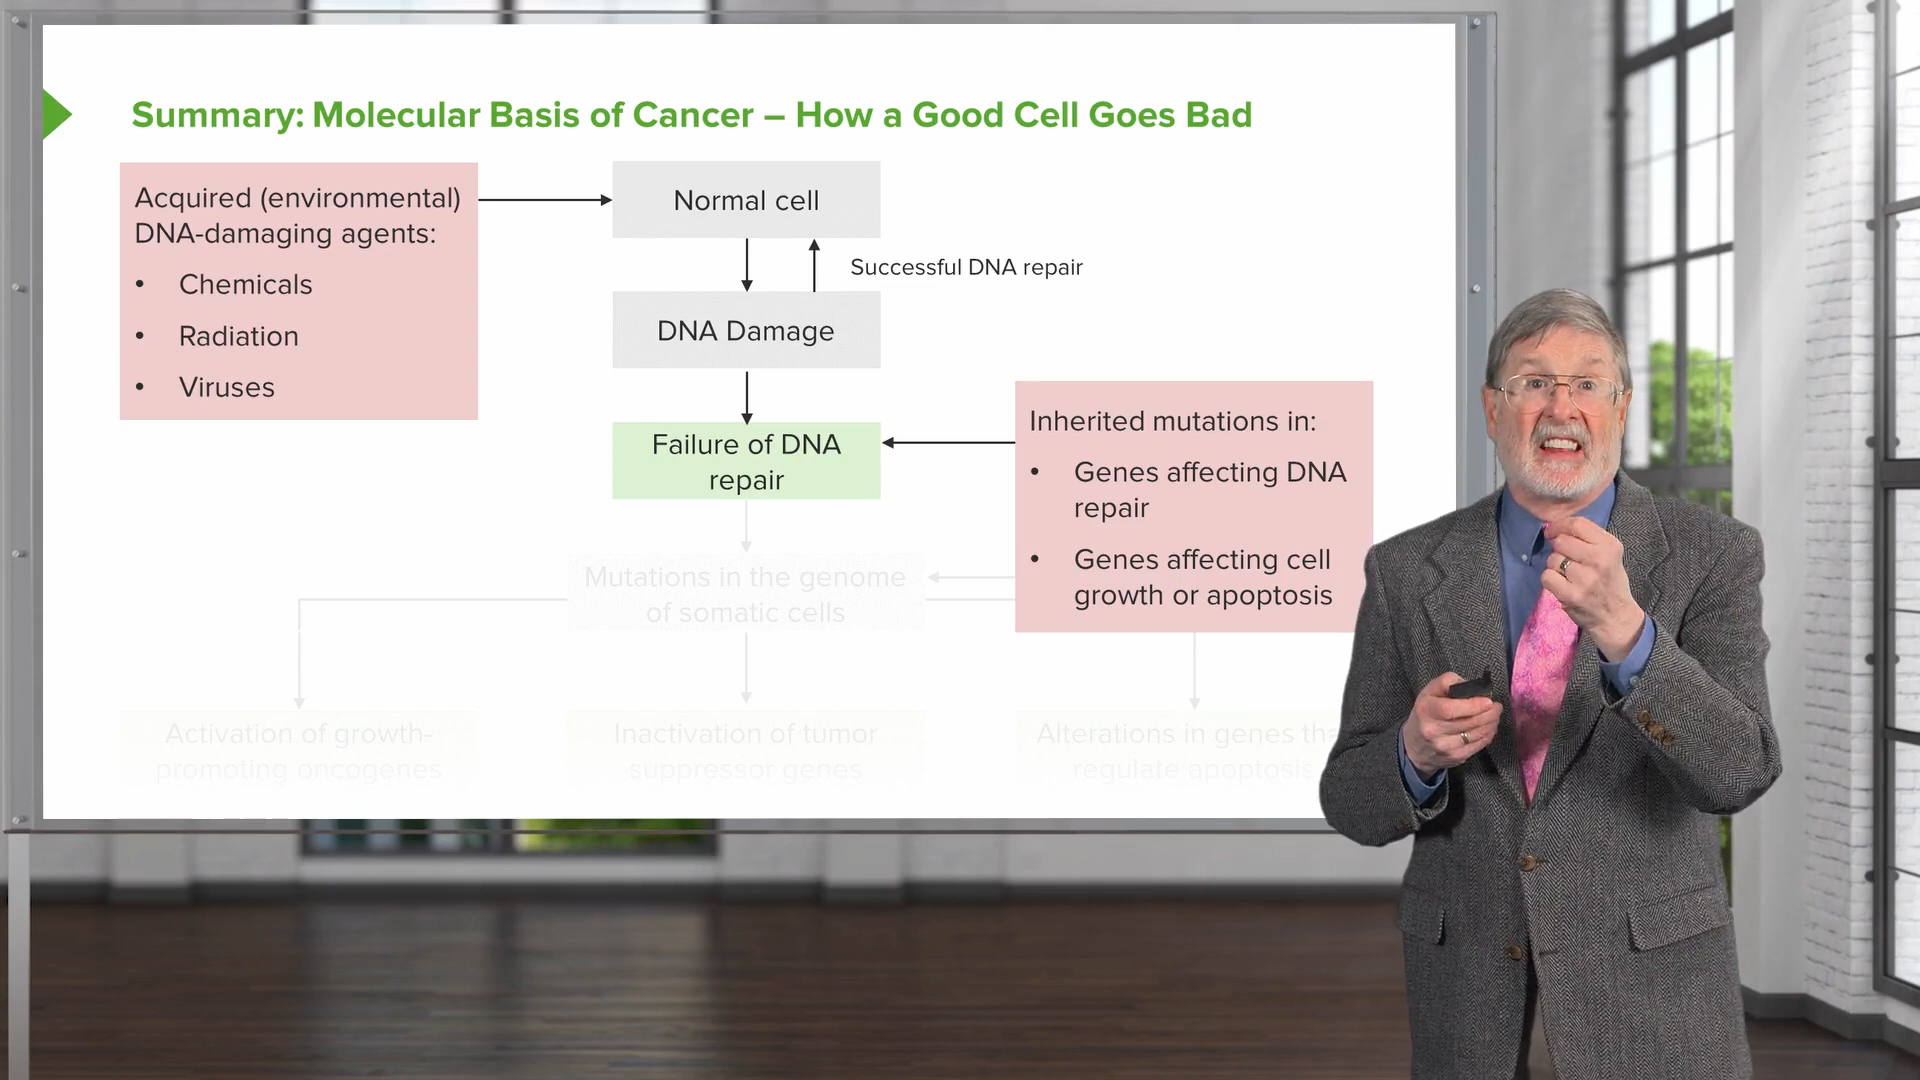 Summary: Molecular Basis of Cancer – How a Good Cell Goes Bad
Acquired (environmental)
DNA-damaging agents:
• Chemicals
• Radiation
• Viruses
Normal cell
Successful DNA repair
DNA Damage
Failure of DNA
repair
Inherited mutations in:
• Genes affecting DNA
repair
• Genes affecting cell
growth or apoptosis
Mutations in the genome
of somatic cells
Activation of growth-
promoting oncogenes
Inactivation of tumor
suppressor genes
Alterations in genes
regulate apoptosis